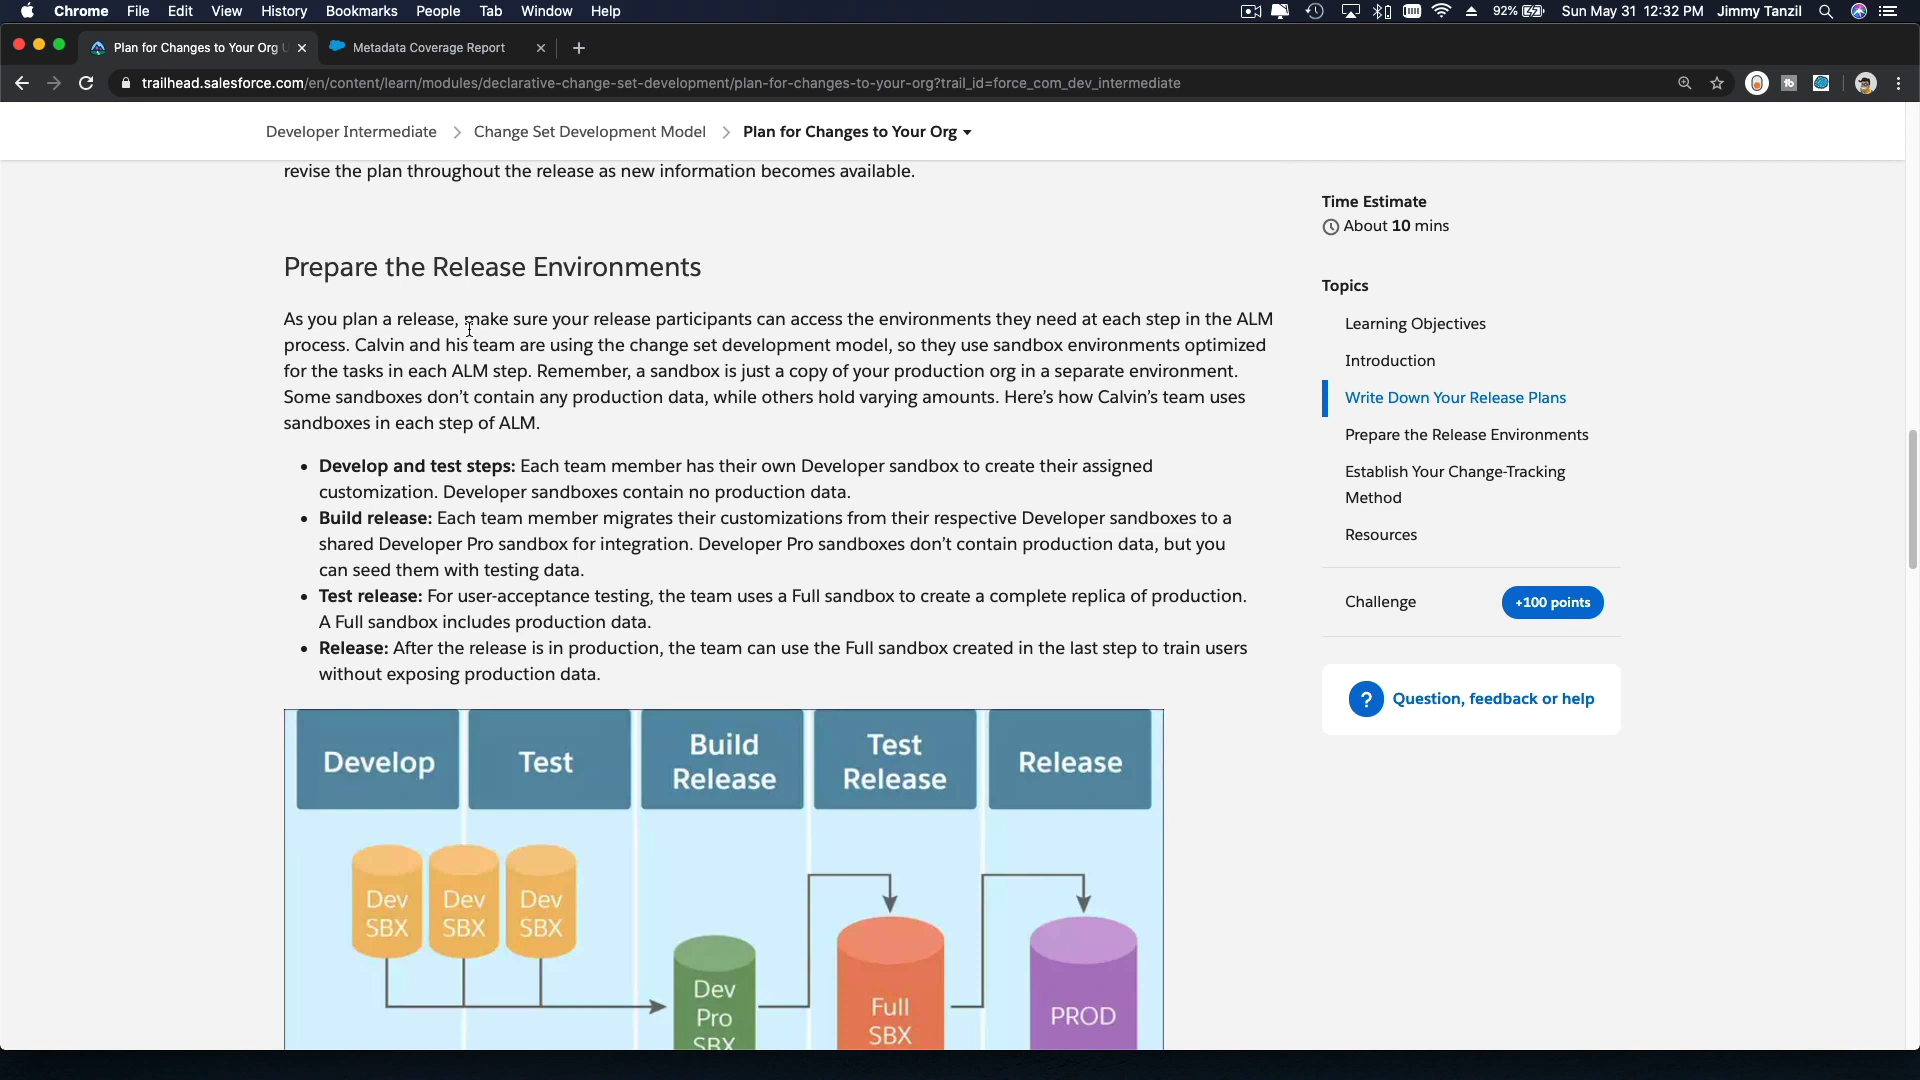 Chrome File Edit View History Bookmarks People Tab Window Help 92% Sun May 31 12:32 PM Jimmy Tanzil
Plan for Changes to Your Org U
Metadata Coverage Report
trailhead.salesforce.com/en/content/learn/modules/declarative-change-set-development/plan-for-changes-to-your-org?trail_id=force_com_dev_intermediate
Developer Intermediate Change Set Development Model Plan for Changes to Your Org
revise the plan throughout the release as new information becomes available.
Prepare the Release Environments
As you plan a release, make sure your release participants can access the environments they need at each step in the ALM
process. Calvin and his team are using the change set development model, so they use sandbox environments optimized
for the tasks in each ALM step. Remember, a sandbox is just a copy of your production org in a separate environment.
Some sandboxes don't contain any production data, while others hold varying amounts. Here's how Calvin's team uses
sandboxes in each step of ALM.
• Develop and test steps: Each team member has their own Developer sandbox to create their assigned
customization. Developer sandboxes contain no production data.
• Build release: Each team member migrates their customizations from their respective Developer sandboxes to a
shared Developer Pro sandbox for integration. Developer Pro sandboxes don't contain production data, but you
can seed them with testing data.
• Test release: For user-acceptance testing, the team uses a Full sandbox to create a complete replica of production.
A Full sandbox includes production data.
• Release: After the release is in production, the team can use the Full sandbox created in the last step to train users
without exposing production data.
Develop
Test
Build
Release
Test
Release
Release
Dev
SBX
Dev
SBX
Dev
SBX
Dev
Pro
SBX
Full
SBX
PROD
Time Estimate
About 10 mins
Topics
Learning Objectives
Introduction
Write Down Your Release Plans
Prepare the Release Environments
Establish Your Change-Tracking
Method
Resources
Challenge +100 points
? Question, feedback or help